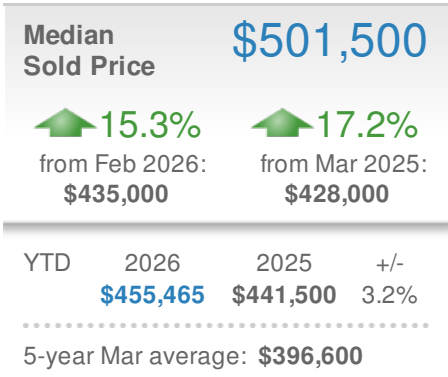 Median
Sold Price
$501,500
15.3%
17.2%
from Feb 2026:
from Mar 2025:
$435,000
$428,000
YTD 2026 2025 +/-
$455,465 $441,500 3.2%
5-year Mar average: $396,600